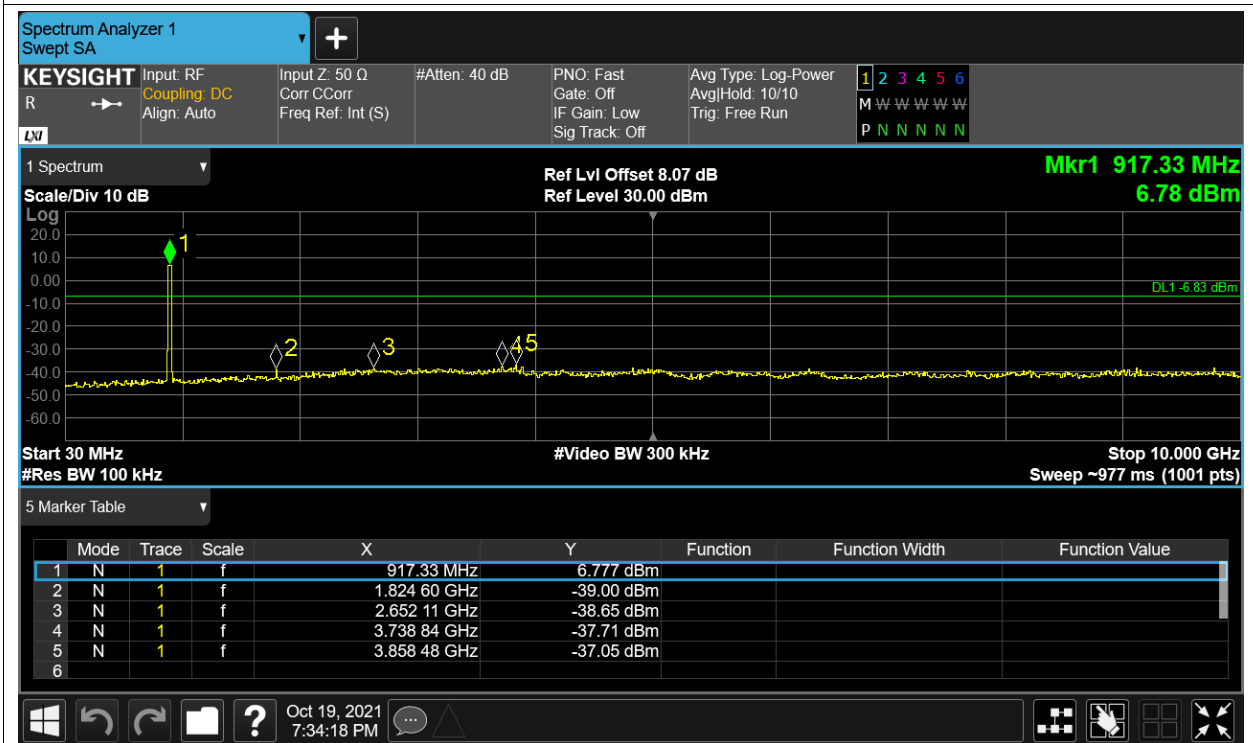 Spectrum Analyzer 1
Swept SA
+
KEYSIGHT Input: RF Input Z: 50 Ω #Atten: 40 dB PNO: Fast Avg Type: Log-Power 1 2 3 4 5 6
R Coupling: DC Corr CCorr Gate: Off Avg|Hold: 10/10 M W W W W W
Align: Auto Freq Ref: Int (S) IF Gain: Low Trig: Free Run
LXI Sig Track: Off P N N N N N
1 Spectrum Ref Lvl Offset 8.07 dB Mkr1 917.33 MHz
Scale/Div 10 dB Ref Level 30.00 dBm 6.78 dBm
Log
20.0
1
10.0
0.00
DL1 -6.83 dBm
-10.0
-20.0
-30.0
2 3 4 5
-40.0
-50.0
-60.0
Start 30 MHz #Video BW 300 kHz Stop 10.000 GHz
#Res BW 100 kHz Sweep ~977 ms (1001 pts)
5 Marker Table
Mode Trace Scale X Y Function Function Width Function Value
1 N 1 f 917.33 MHz 6.777 dBm
2 N 1 f 1.824 60 GHz -39.00 dBm
3 N 1 f 2.652 11 GHz -38.65 dBm
4 N 1 f 3.738 84 GHz -37.71 dBm
5 N 1 f 3.858 48 GHz -37.05 dBm
6
? Oct 19, 2021
7:34:18 PM